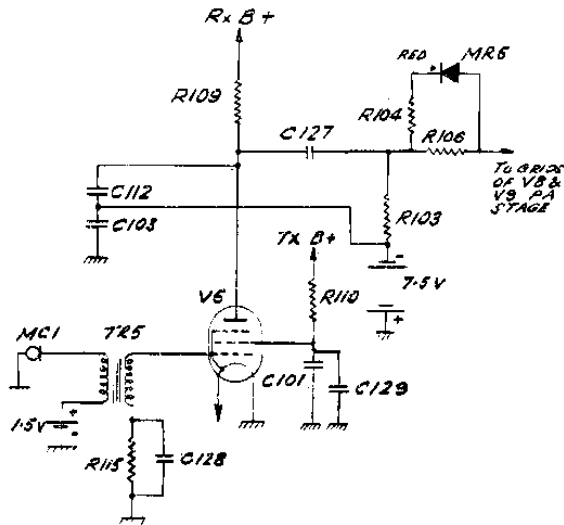 Rx B+
RED
MR6
R109
R104
C127
R106
TO GRIDS
OF V8 &
V9 PA
STAGE
C112
C103
R103
Tx B+
-
7·5V
+
R110
V6
MC1
TR5
C101
C129
1·5V
+
-
R115
C128